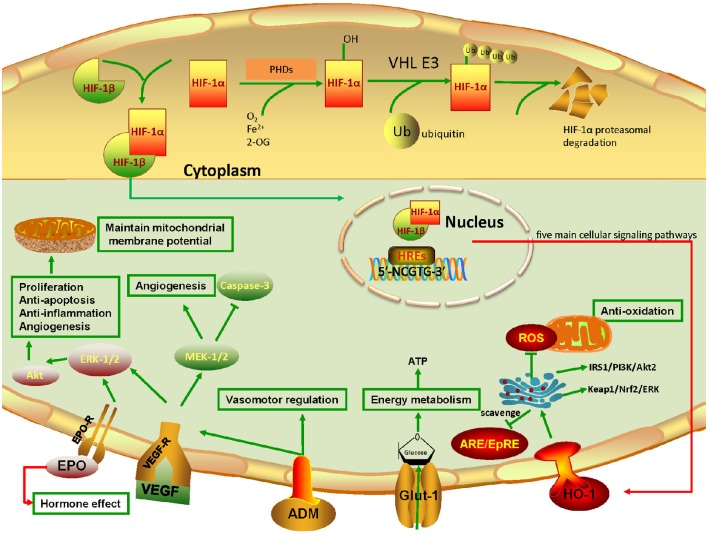 OH
Ub Ub Ub Ub
HIF-1β
HIF-1α
PHDs
HIF-1α
VHL E3
HIF-1α
O₂
Fe²⁺
2-OG
Ub ubiquitin
HIF-1α proteasomal
degradation
HIF-1α
HIF-1β
Cytoplasm
HIF-1α
HIF-1β
Nucleus
HREs
5'-NCGTG-3'
five main cellular signaling pathways
Maintain mitochondrial
membrane potential
Proliferation
Anti-apoptosis
Anti-inflammation
Angiogenesis
Angiogenesis
Caspase-3
Anti-oxidation
ROS
ERK-1/2
MEK-1/2
Akt
ATP
IRS1/PI3K/Akt2
Keap1/Nrf2/ERK
Vasomotor regulation
Energy metabolism
scavenge
ARE/EpRE
EPO-R
VEGF-R
O
Glucose
EPO
VEGF
Hormone effect
ADM
Glut-1
HO-1